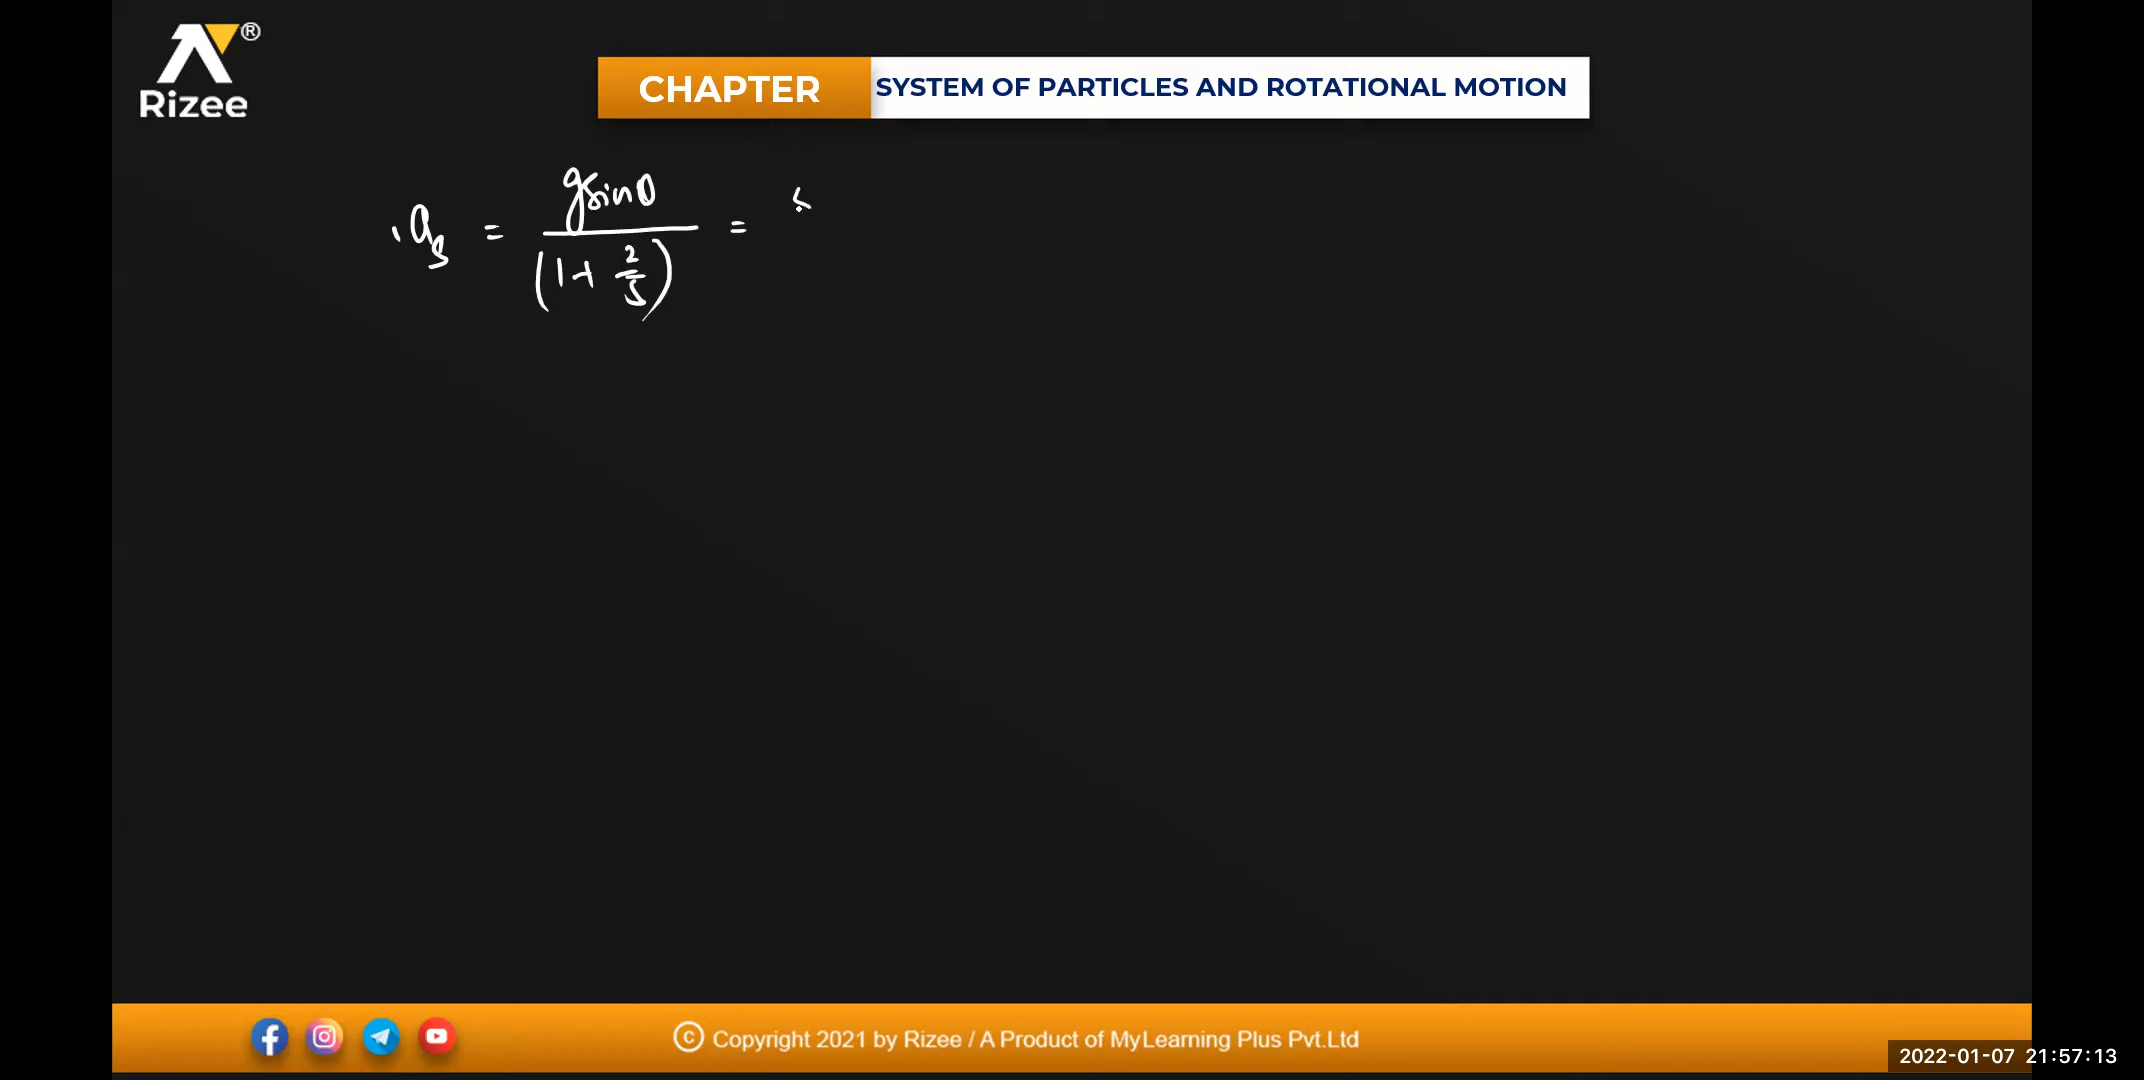 Rizee ®
CHAPTER SYSTEM OF PARTICLES AND ROTATIONAL MOTION
a_s = g sin θ / (1 + 2/5) =
© Copyright 2021 by Rizee / A Product of MyLearning Plus Pvt.Ltd
2022-01-07 21:57:13